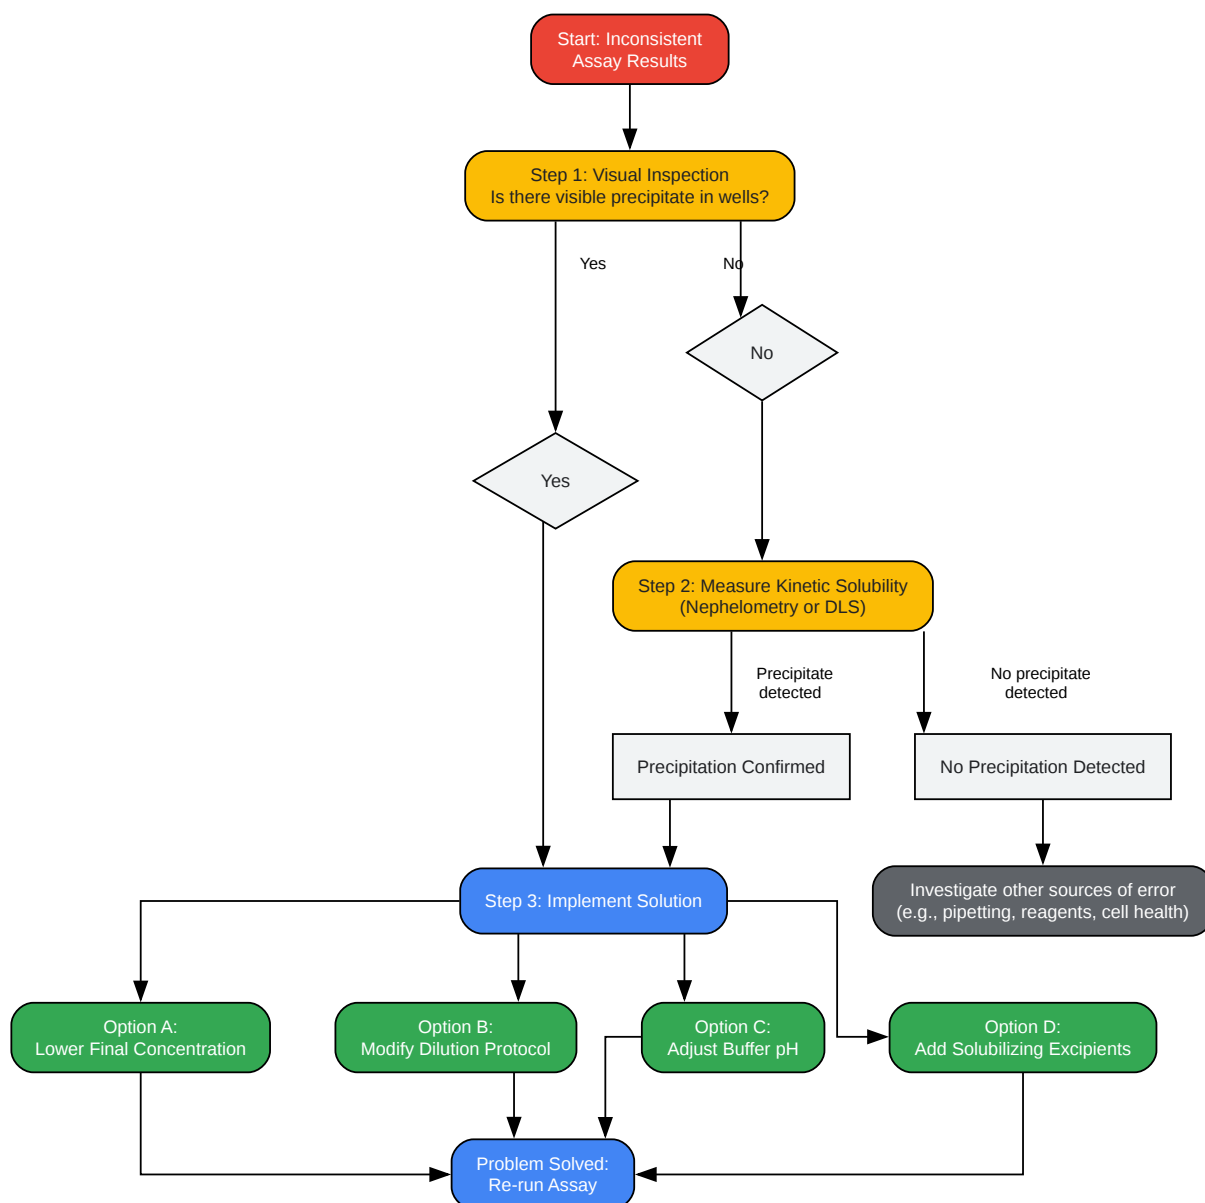 Start: Inconsistent
Assay Results
Step 1: Visual Inspection
Is there visible precipitate in wells?
Yes
No
No
Yes
Step 2: Measure Kinetic Solubility
(Nephelometry or DLS)
Precipitate
detected
No precipitate
detected
Precipitation Confirmed
No Precipitation Detected
Step 3: Implement Solution
Investigate other sources of error
(e.g., pipetting, reagents, cell health)
Option A:
Lower Final Concentration
Option B:
Modify Dilution Protocol
Option C:
Adjust Buffer pH
Option D:
Add Solubilizing Excipients
Problem Solved:
Re-run Assay